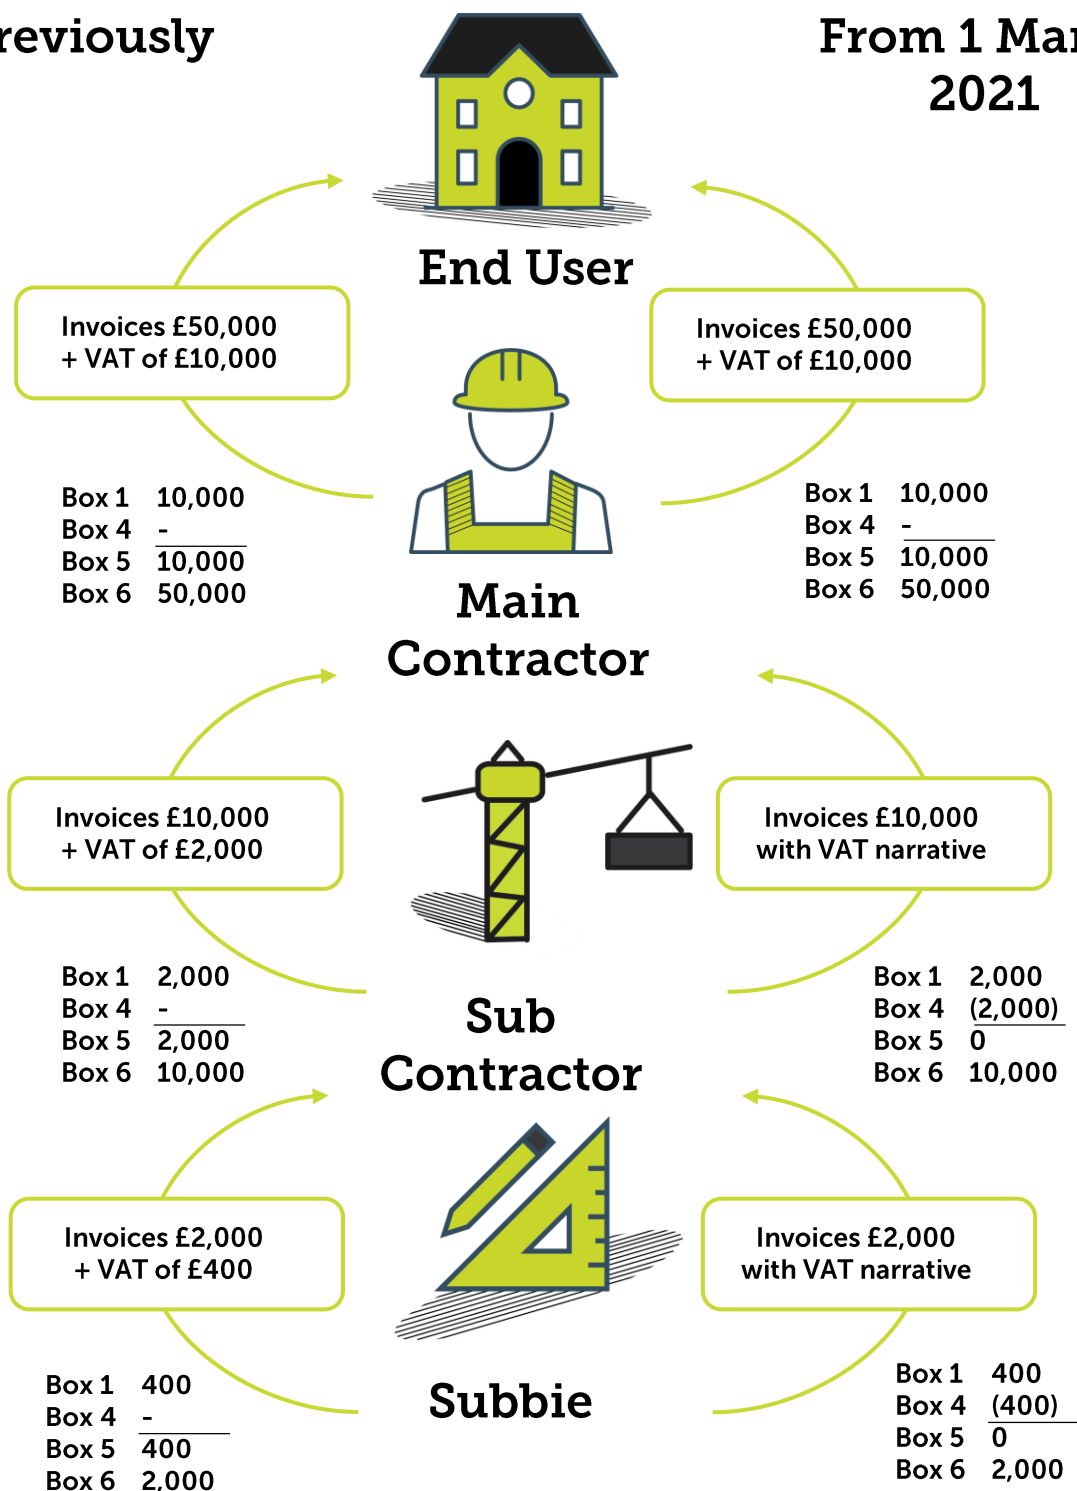 reviously
From 1 Mar
2021
End User
Invoices £50,000
+ VAT of £10,000
Invoices £50,000
+ VAT of £10,000
Box 1 10,000
Box 4 -
Box 5 10,000
Box 6 50,000
Box 1 10,000
Box 4 -
Box 5 10,000
Box 6 50,000
Main
Contractor
Invoices £10,000
+ VAT of £2,000
Invoices £10,000
with VAT narrative
Box 1 2,000
Box 4 -
Box 5 2,000
Box 6 10,000
Box 1 2,000
Box 4 (2,000)
Box 5 0
Box 6 10,000
Sub
Contractor
Invoices £2,000
+ VAT of £400
Invoices £2,000
with VAT narrative
Box 1 400
Box 4 -
Box 5 400
Box 6 2,000
Box 1 400
Box 4 (400)
Box 5 0
Box 6 2,000
Subbie